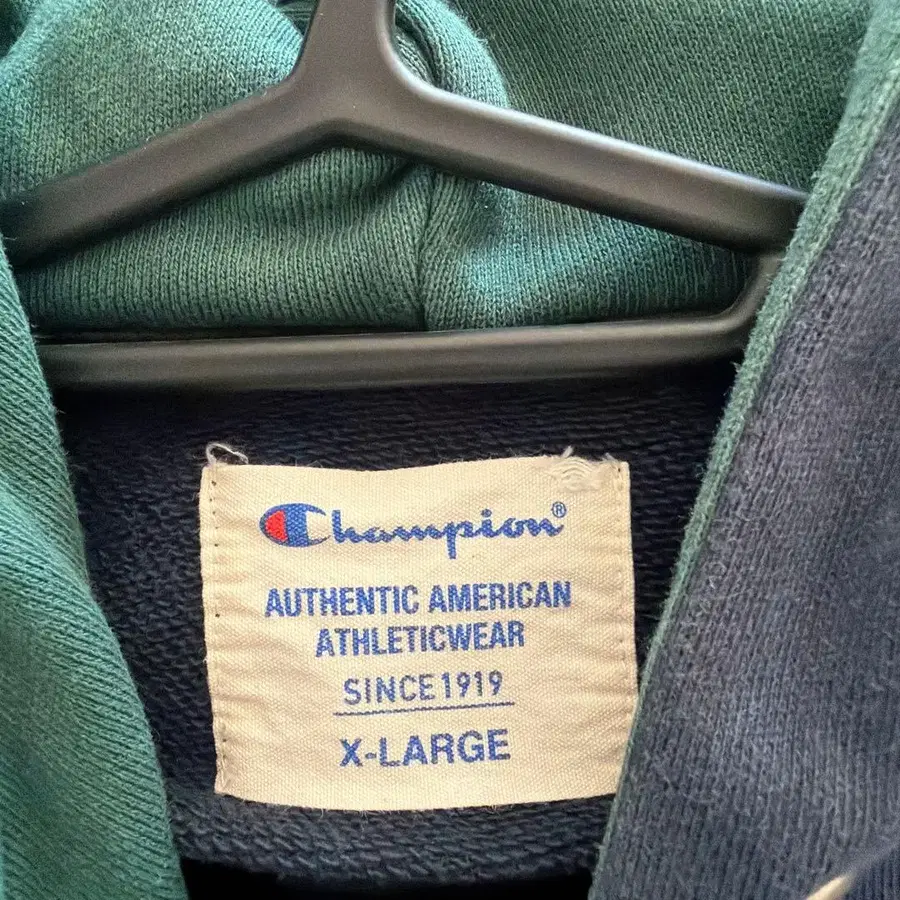 Champion®
AUTHENTIC AMERICAN
ATHLETICWEAR
SINCE 1919
X-LARGE